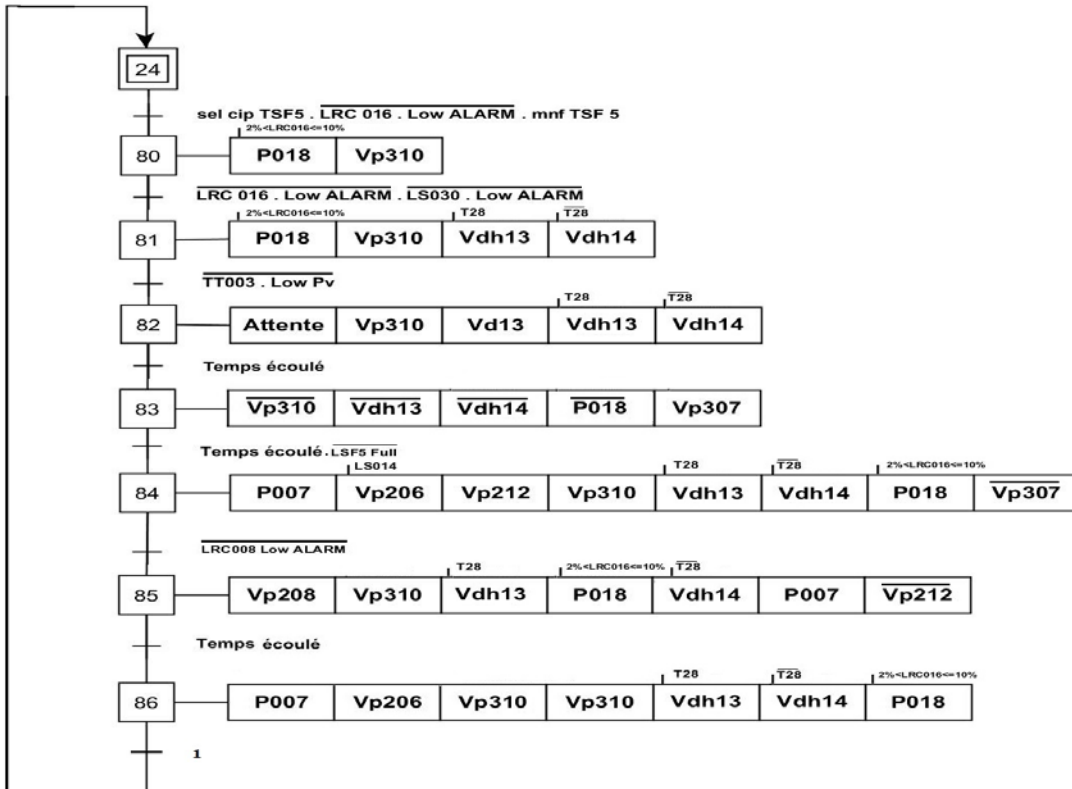 24
sel cip TSF5 . LRC 016 . Low ALARM . mnf TSF 5
2%<LRC016<=10%
80 P018 Vp310
LRC 016 . Low ALARM . LS030 . Low ALARM
2%<LRC016<=10% T28 T28
81 P018 Vp310 Vdh13 Vdh14
TT003 . Low Pv
T28 T28
82 Attente Vp310 Vd13 Vdh13 Vdh14
Temps écoulé
83 Vp310 Vdh13 Vdh14 P018 Vp307
Temps écoulé.LSF5 Full
LS014 T28 T28 2%<LRC016<=10%
84 P007 Vp206 Vp212 Vp310 Vdh13 Vdh14 P018 Vp307
LRC008 Low ALARM
T28 2%<LRC016<=10% T28
85 Vp208 Vp310 Vdh13 P018 Vdh14 P007 Vp212
Temps écoulé
T28 T28 2%<LRC016<=10%
86 P007 Vp206 Vp310 Vp310 Vdh13 Vdh14 P018
1